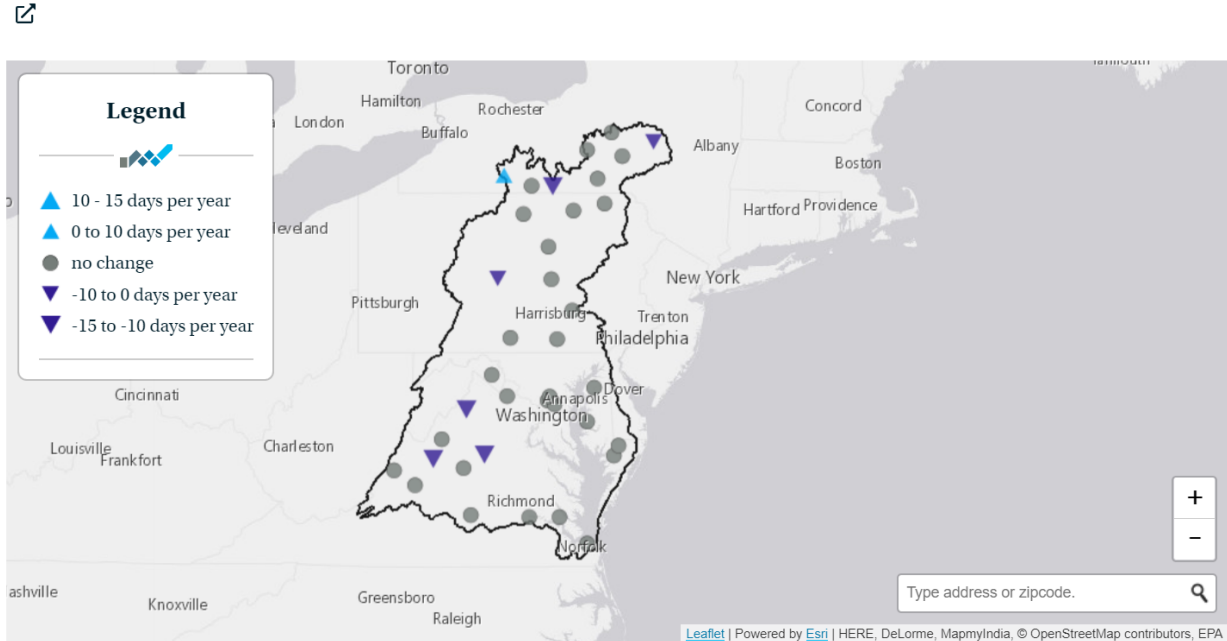 Legend
10 - 15 days per year
0 to 10 days per year
no change
-10 to 0 days per year
-15 to -10 days per year
Toronto
Hamilton
Rochester
London
Buffalo
Concord
Albany
Boston
Hartford
Providence
leveland
New York
Pittsburgh
Harrisburg
Trenton
Philadelphia
Cincinnati
Dover
Annapolis
Washington
Louisville
Frankfort
Charleston
Richmond
Norfolk
ashville
Knoxville
Greensboro
Raleigh
+
−
Type address or zipcode.
Leaflet | Powered by Esri | HERE, DeLorme, MapmyIndia, © OpenStreetMap contributors, EPA